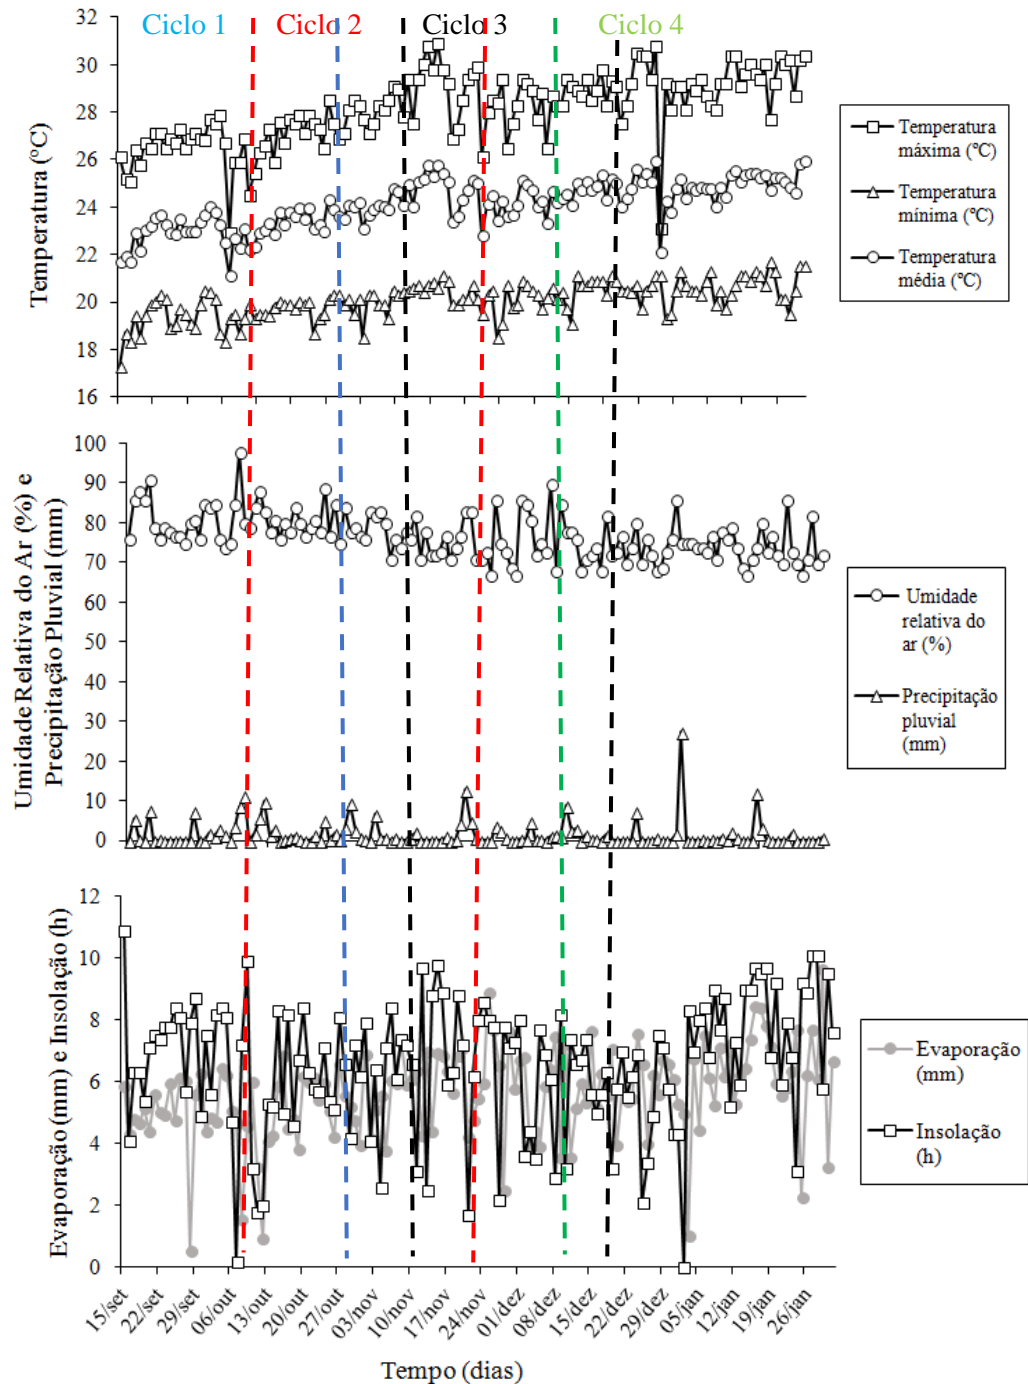 Ciclo 1 Ciclo 2 Ciclo 3 Ciclo 4
Temperatura (ºC)
32
30
28
26
24
22
20
18
16
Temperatura
máxima (ºC)
Temperatura
mínima (ºC)
Temperatura
média (ºC)
Umidade Relativa do Ar (%) e
Precipitação Pluvial (mm)
100
90
80
70
60
50
40
30
20
10
0
Umidade
relativa do
ar (%)
Precipitação
pluvial
(mm)
Evaporação (mm) e Insolação (h)
12
10
8
6
4
2
0
Evaporação
(mm)
Insolação
(h)
15/set 22/set 29/set 06/out 13/out 20/out 27/out 03/nov 10/nov 17/nov 24/nov 01/dez 08/dez 15/dez 22/dez 29/dez 05/jan 12/jan 19/jan 26/jan
Tempo (dias)